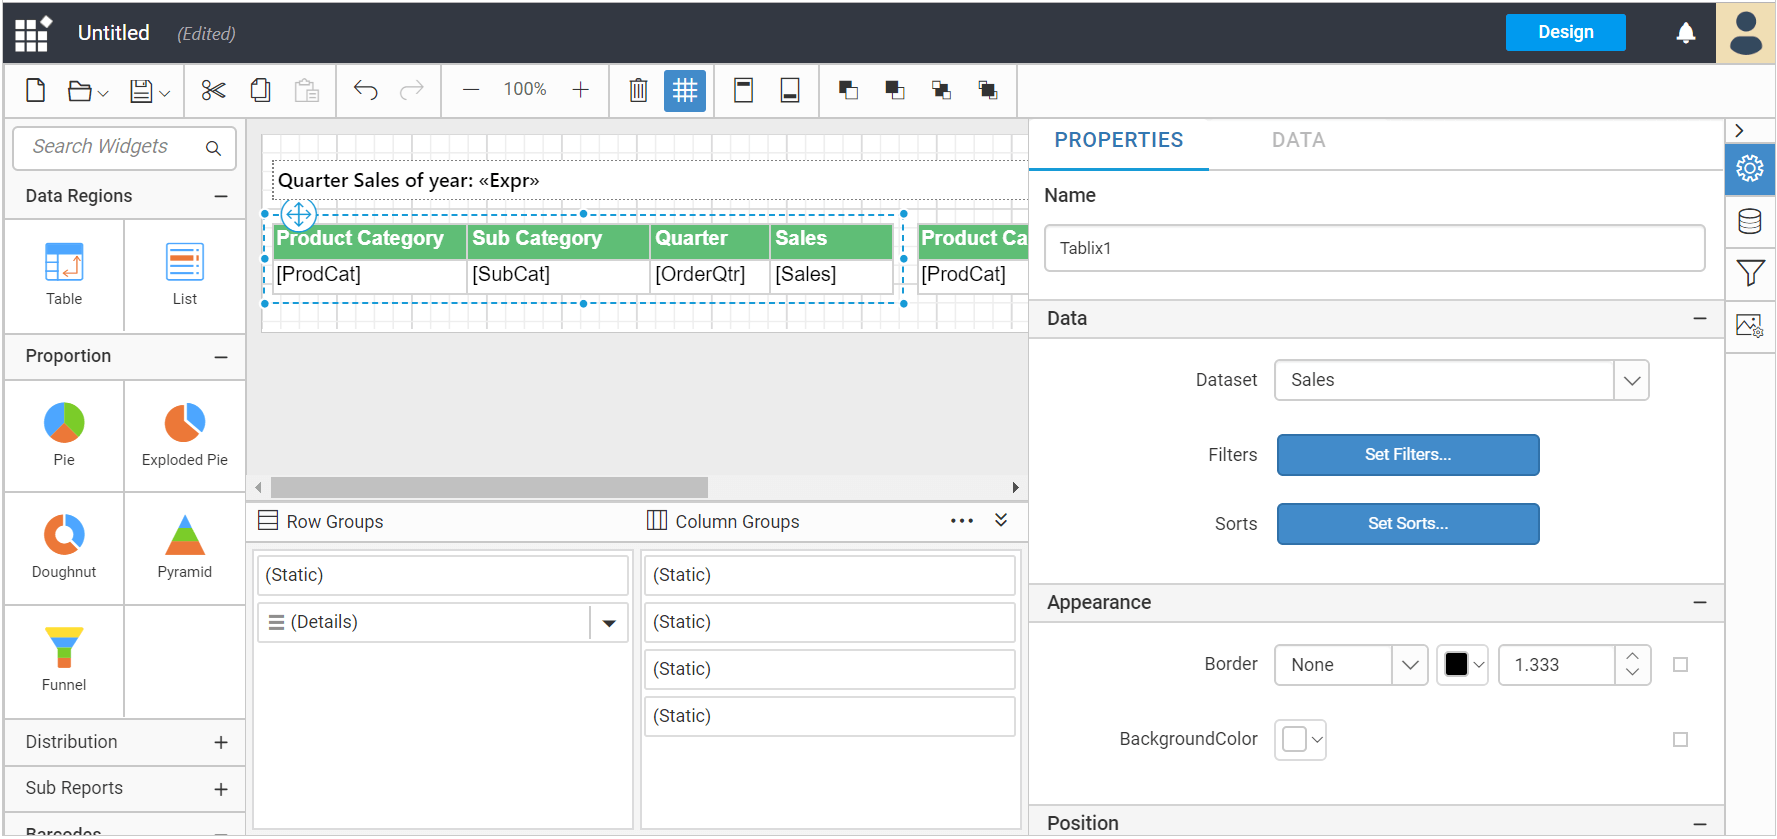 Untitled (Edited) Design
100%
Search Widgets
Data Regions
Table List
Proportion
Pie Exploded Pie
Doughnut Pyramid
Funnel
Distribution
Sub Reports
Barcodes
Quarter Sales of year: «Expr»
Product Category Sub Category Quarter Sales Product Ca
[ProdCat] [SubCat] [OrderQtr] [Sales] [ProdCat]
Row Groups Column Groups
(Static) (Static)
(Details) (Static)
(Static)
(Static)
PROPERTIES DATA
Name
Tablix1
Data
Dataset Sales
Filters Set Filters...
Sorts Set Sorts...
Appearance
Border None 1.333
BackgroundColor
Position